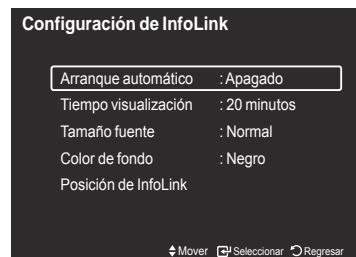 Configuración de InfoLink
Arranque automático : Apagado
Tiempo visualización : 20 minutos
Tamaño fuente : Normal
Color de fondo : Negro
Posición de InfoLink
Mover Seleccionar Regresar